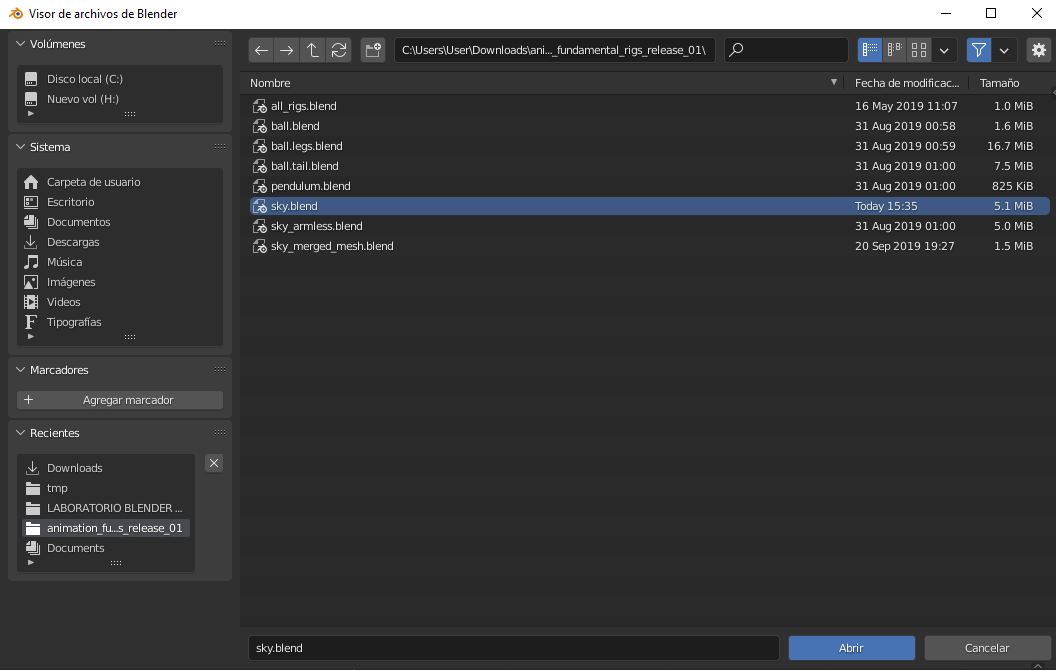 Visor de archivos de Blender
Volúmenes
Disco local (C:)
Nuevo vol (H:)
Sistema
Carpeta de usuario
Escritorio
Documentos
Descargas
Música
Imágenes
Videos
Tipografías
Marcadores
+ Agregar marcador
Recientes
Downloads
tmp
LABORATORIO BLENDER ...
animation_fu...s_release_01
Documents
C:\Users\User\Downloads\ani..._fundamental_rigs_release_01\
Nombre Fecha de modificac... Tamaño
all_rigs.blend 16 May 2019 11:07 1.0 MiB
ball.blend 31 Aug 2019 00:58 1.6 MiB
ball.legs.blend 31 Aug 2019 00:59 16.7 MiB
ball.tail.blend 31 Aug 2019 01:00 7.5 MiB
pendulum.blend 31 Aug 2019 01:00 825 KiB
sky.blend Today 15:35 5.1 MiB
sky_armless.blend 31 Aug 2019 01:00 5.0 MiB
sky_merged_mesh.blend 20 Sep 2019 19:27 1.5 MiB
sky.blend
Abrir
Cancelar